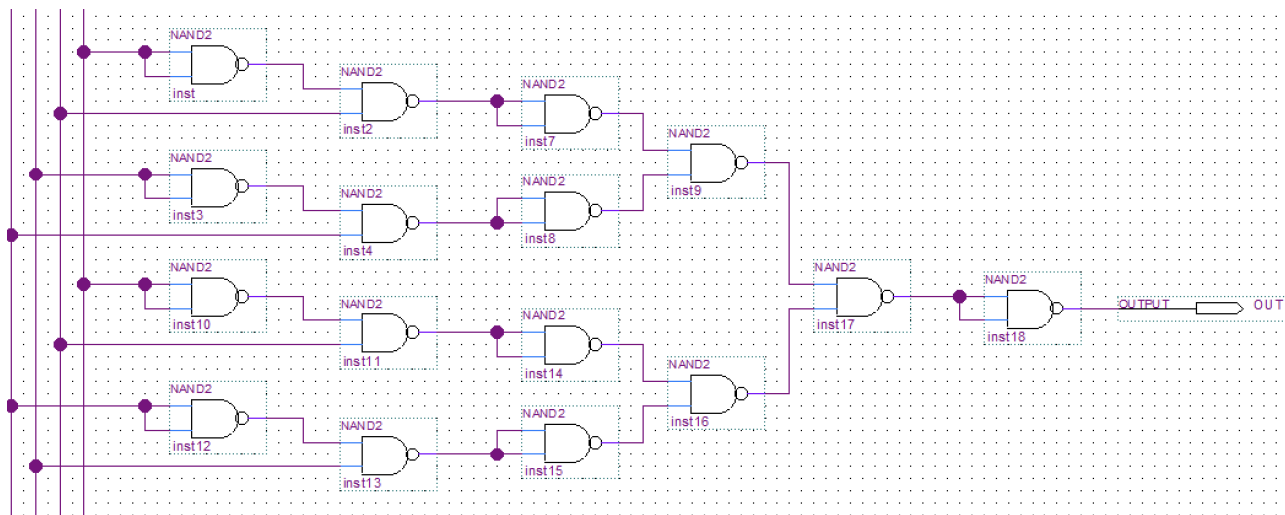 NAND2
inst
NAND2
inst2
NAND2
inst7
NAND2
inst9
NAND2
inst3
NAND2
inst4
NAND2
inst8
NAND2
inst10
NAND2
inst11
NAND2
inst14
NAND2
inst16
NAND2
inst12
NAND2
inst13
NAND2
inst15
NAND2
inst17
NAND2
inst18
OUTPUT
OUT